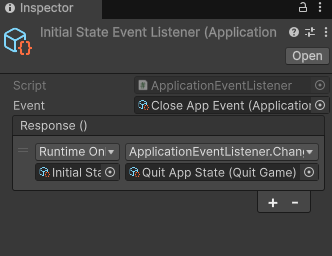 Inspector
Initial State Event Listener (Application
Open
Script ApplicationEventListener
Event Close App Event (Application
Response ()
Runtime On ApplicationEventListener.Chan
Initial Sta Quit App State (Quit Game)
+ -